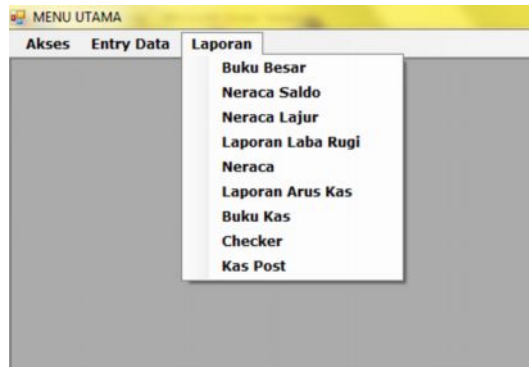 MENU UTAMA
Akses Entry Data Laporan
Buku Besar
Neraca Saldo
Neraca Lajur
Laporan Laba Rugi
Neraca
Laporan Arus Kas
Buku Kas
Checker
Kas Post